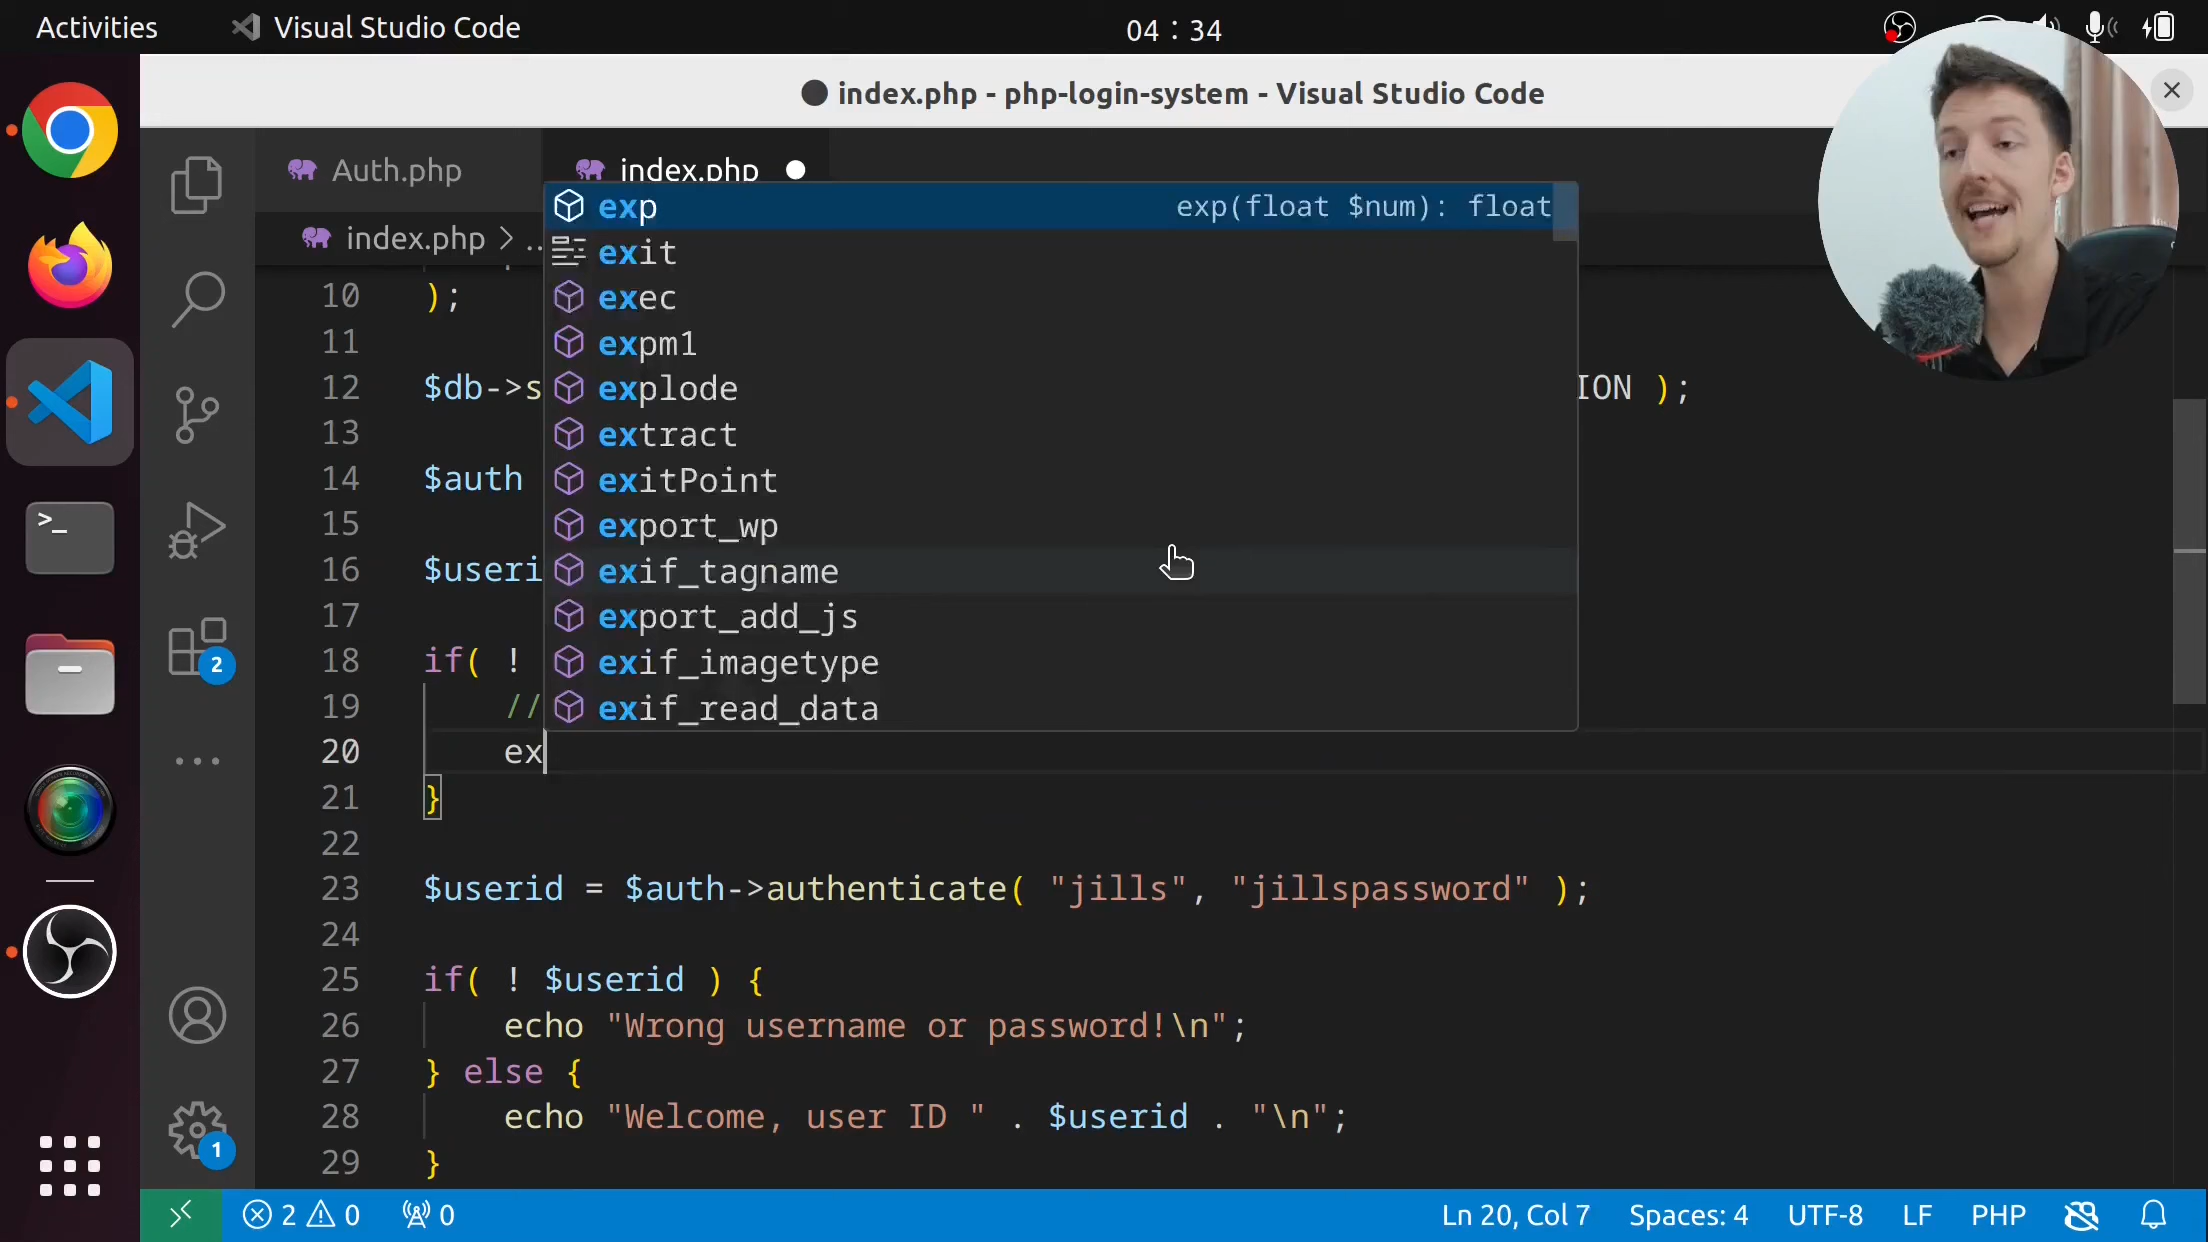 Activities
Visual Studio Code
04 : 34
index.php - php-login-system - Visual Studio Code
Auth.php
index.php
index.php > ..
exp exp(float $num): float
exit
exec
expm1
explode
extract
exitPoint
export_wp
exif_tagname
export_add_js
exif_imagetype
exif_read_data
10 );
11
12 $db->s ION );
13
14 $auth
15
16 $useri
17
18 if( !
19 //
20 ex
21 }
22
23 $userid = $auth->authenticate( "jills", "jillspassword" );
24
25 if( ! $userid ) {
26 echo "Wrong username or password!\n";
27 } else {
28 echo "Welcome, user ID " . $userid . "\n";
29 }
2
1
2 0
0
Ln 20, Col 7
Spaces: 4
UTF-8
LF
PHP